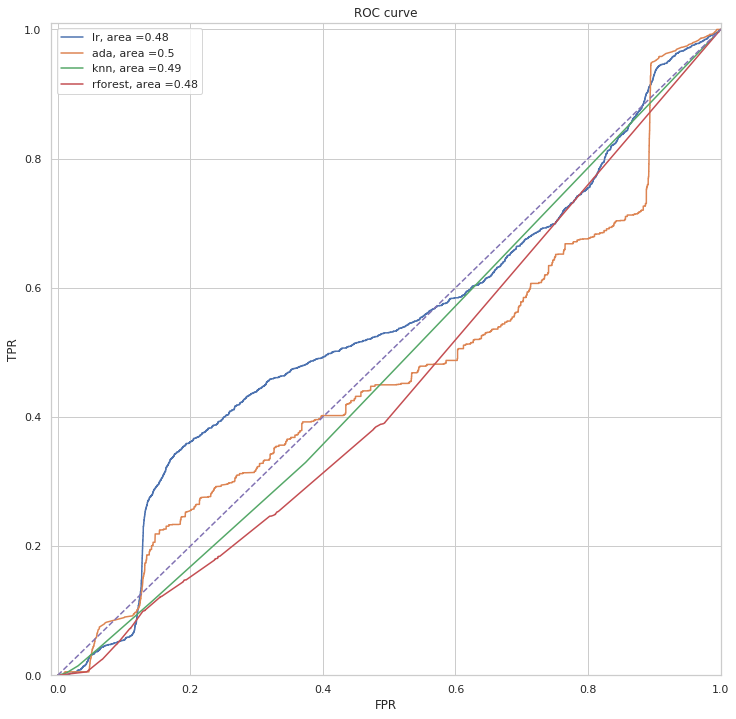 ROC curve
lr, area =0.48
ada, area =0.5
knn, area =0.49
rforest, area =0.48
1.0
0.8
0.6
0.4
0.2
0.0
TPR
0.0 0.2 0.4 0.6 0.8 1.0
FPR